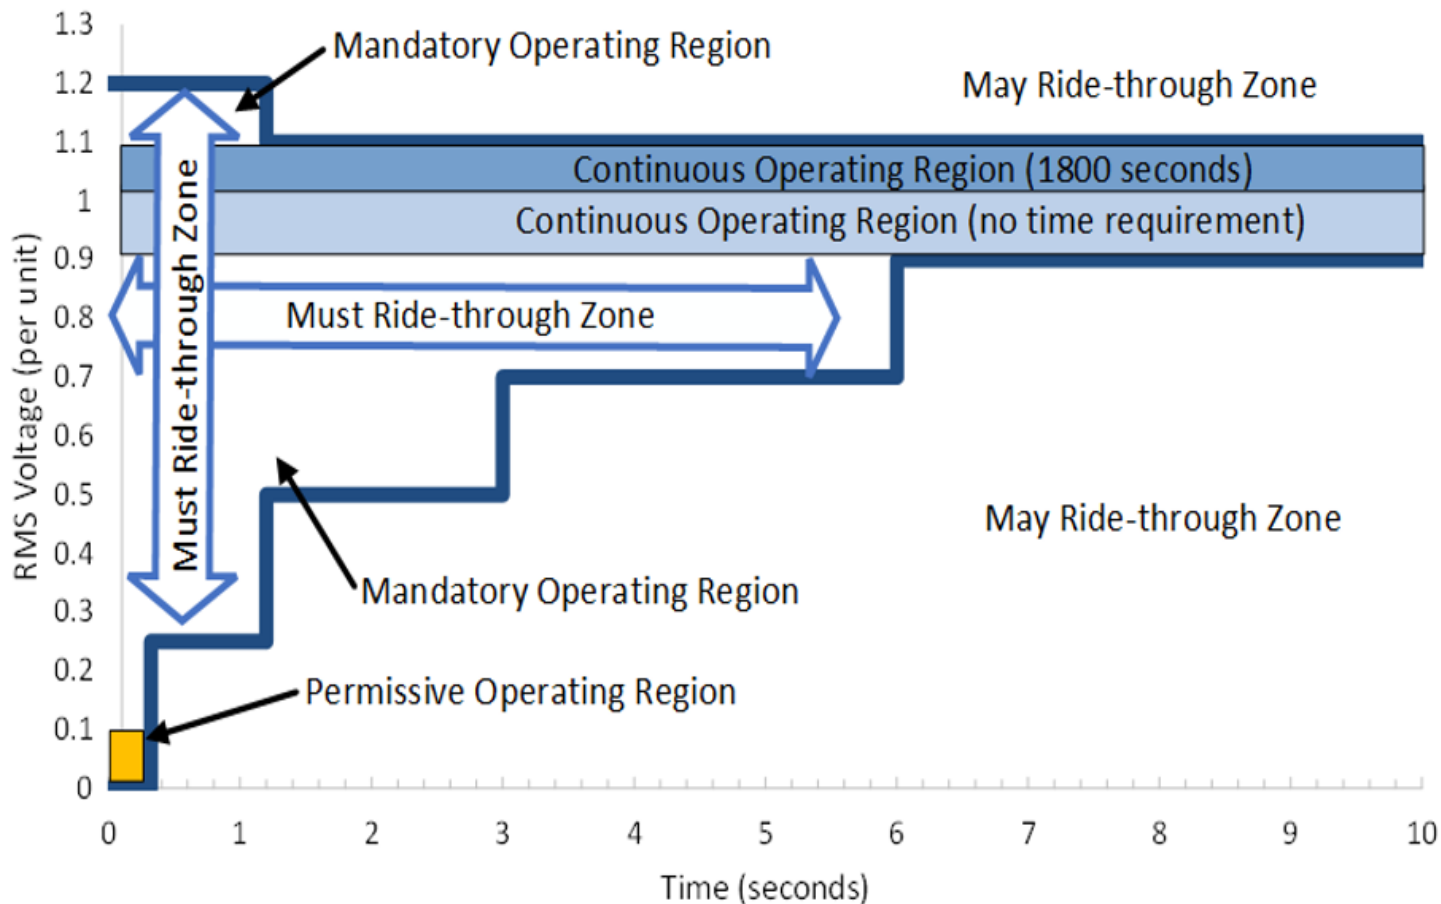 1.3
Mandatory Operating Region
1.2
May Ride-through Zone
1.1
Continuous Operating Region (1800 seconds)
1
Continuous Operating Region (no time requirement)
0.9
Must Ride-through Zone
0.8
Must Ride-through Zone
0.7
0.6
0.5
May Ride-through Zone
0.4
Mandatory Operating Region
0.3
0.2
Permissive Operating Region
0.1
0
RMS Voltage (per unit)
0 1 2 3 4 5 6 7 8 9 10
Time (seconds)